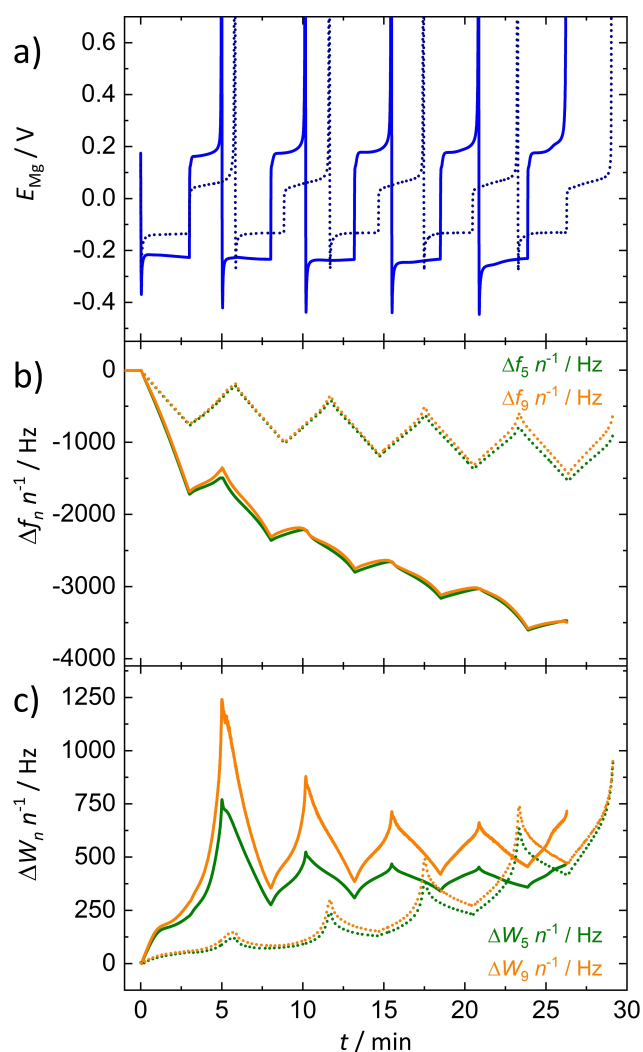 a)
0.6
0.4
0.2
0.0
-0.2
-0.4
E_Mg / V
b)
Δf_5 n^-1 / Hz
Δf_9 n^-1 / Hz
0
-1000
-2000
-3000
-4000
Δf_n n^-1 / Hz
c)
1250
1000
750
500
250
0
ΔW_n n^-1 / Hz
ΔW_5 n^-1 / Hz
ΔW_9 n^-1 / Hz
0 5 10 15 20 25 30
t / min